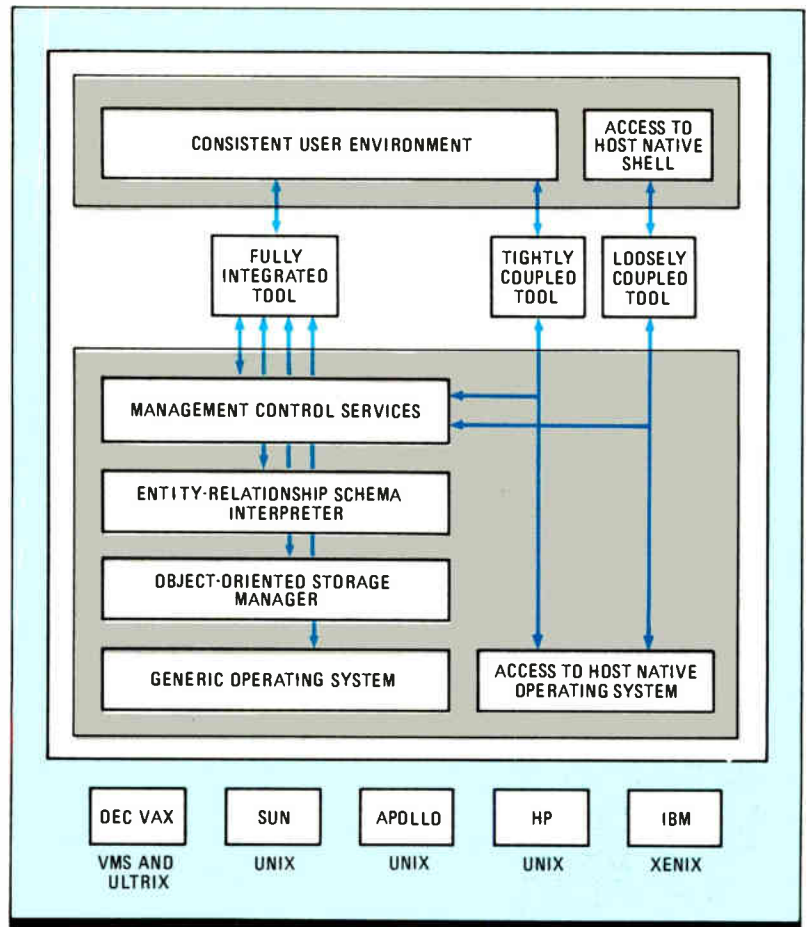 CONSISTENT USER ENVIRONMENT
ACCESS TO
HOST NATIVE
SHELL
FULLY
INTEGRATED
TOOL
TIGHTLY
COUPLED
TOOL
LOOSELY
COUPLED
TOOL
MANAGEMENT CONTROL SERVICES
ENTITY-RELATIONSHIP SCHEMA
INTERPRETER
OBJECT-ORIENTED STORAGE
MANAGER
GENERIC OPERATING SYSTEM
ACCESS TO HOST NATIVE
OPERATING SYSTEM
DEC VAX
VMS AND
ULTRIX
SUN
UNIX
APOLLO
UNIX
HP
UNIX
IBM
XENIX